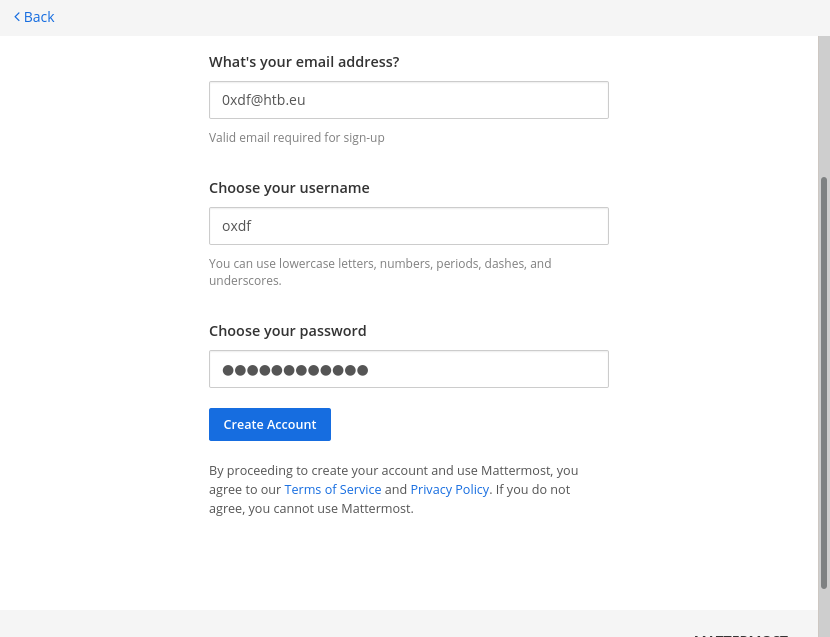 Back
What's your email address?
0xdf@htb.eu
Valid email required for sign-up
Choose your username
oxdf
You can use lowercase letters, numbers, periods, dashes, and
underscores.
Choose your password
●●●●●●●●●●●●
Create Account
By proceeding to create your account and use Mattermost, you
agree to our Terms of Service and Privacy Policy. If you do not
agree, you cannot use Mattermost.